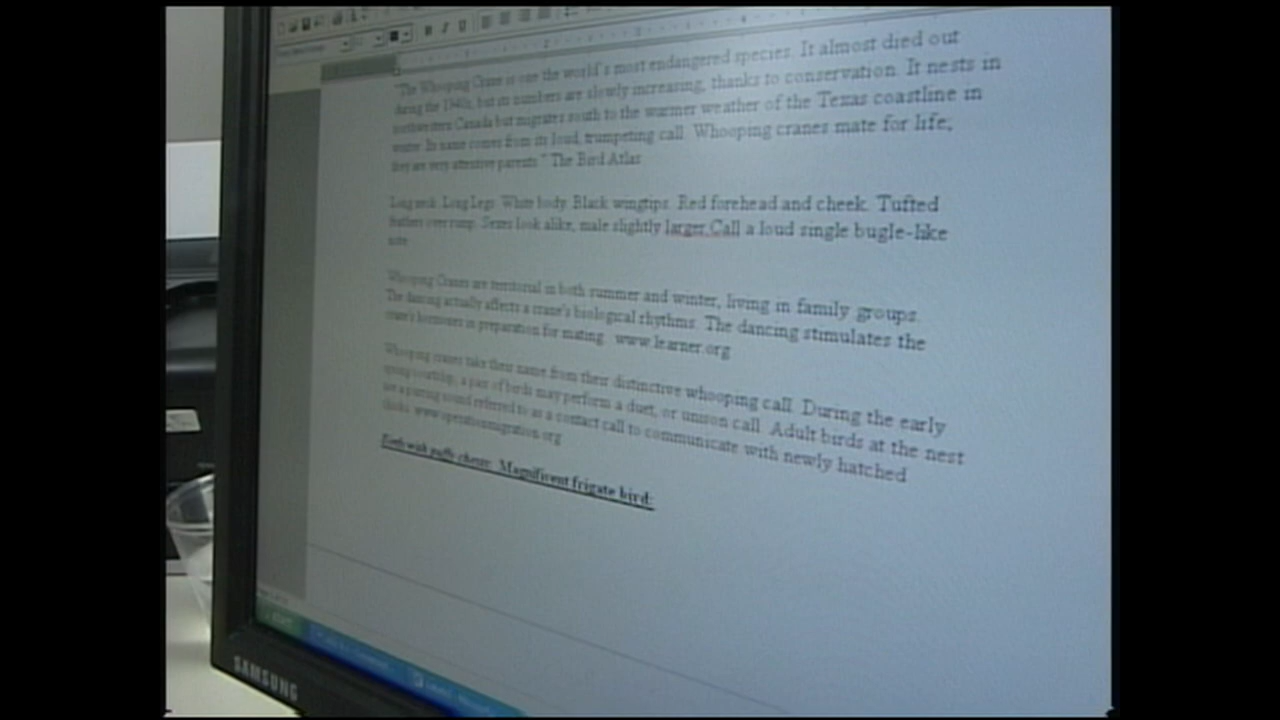 "The Whooping Crane is one the world's most endangered species. It almost died out
during the 1940s, but its numbers are slowly increasing, thanks to conservation. It nests in
northwestern Canada but migrates south to the warmer weather of the Texas coastline in
winter. Its name comes from its loud, trumpeting call. Whooping cranes mate for life;
they are very attentive parents." The Bird Atlas
Long neck. Long Legs. White body. Black wingtips. Red forehead and cheek. Tufted
feathers over rump. Sexes look alike, male slightly larger.Call a loud single bugle-like
note
Whooping Cranes are territorial in both summer and winter, living in family groups.
The dancing actually affects a crane's biological rhythms. The dancing stimulates the
crane's hormones in preparation for mating. www.learner.org
Whooping cranes take their name from their distinctive whooping call. During the early
spring courtship, a pair of birds may perform a duet, or unison call. Adult birds at the nest
use a purring sound referred to as a contact call to communicate with newly hatched
chicks. www.operationmigration.org
Birds with puffy chests: Magnificent frigate bird:
SAMSUNG